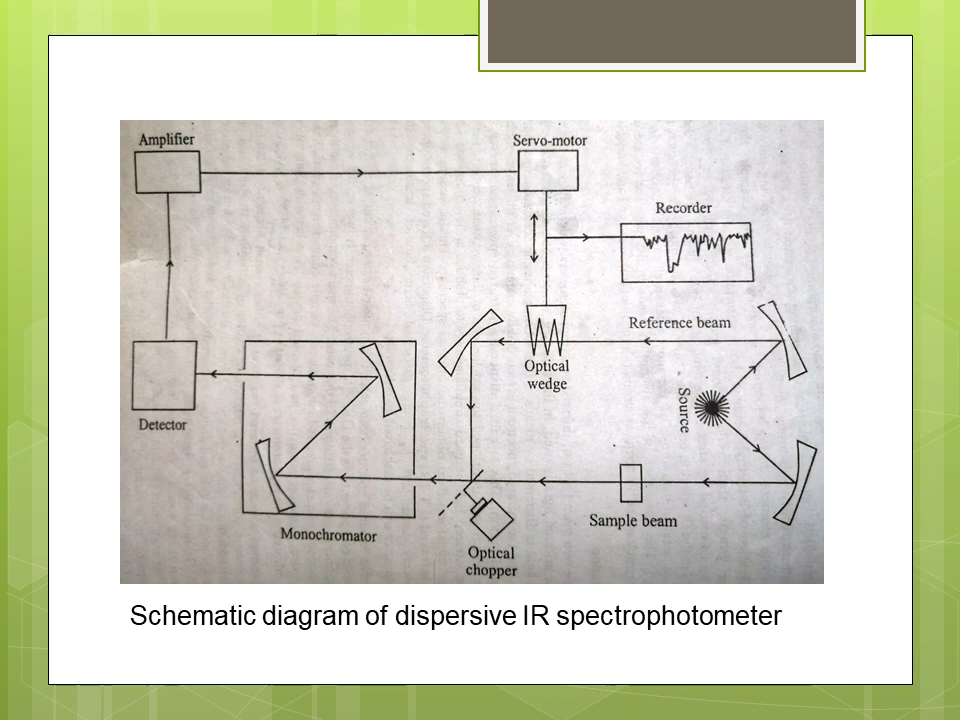 Amplifier
Servo-motor
Recorder
Reference beam
Optical
wedge
Source
Detector
Sample beam
Monochromator
Optical
chopper
Schematic diagram of dispersive IR spectrophotometer